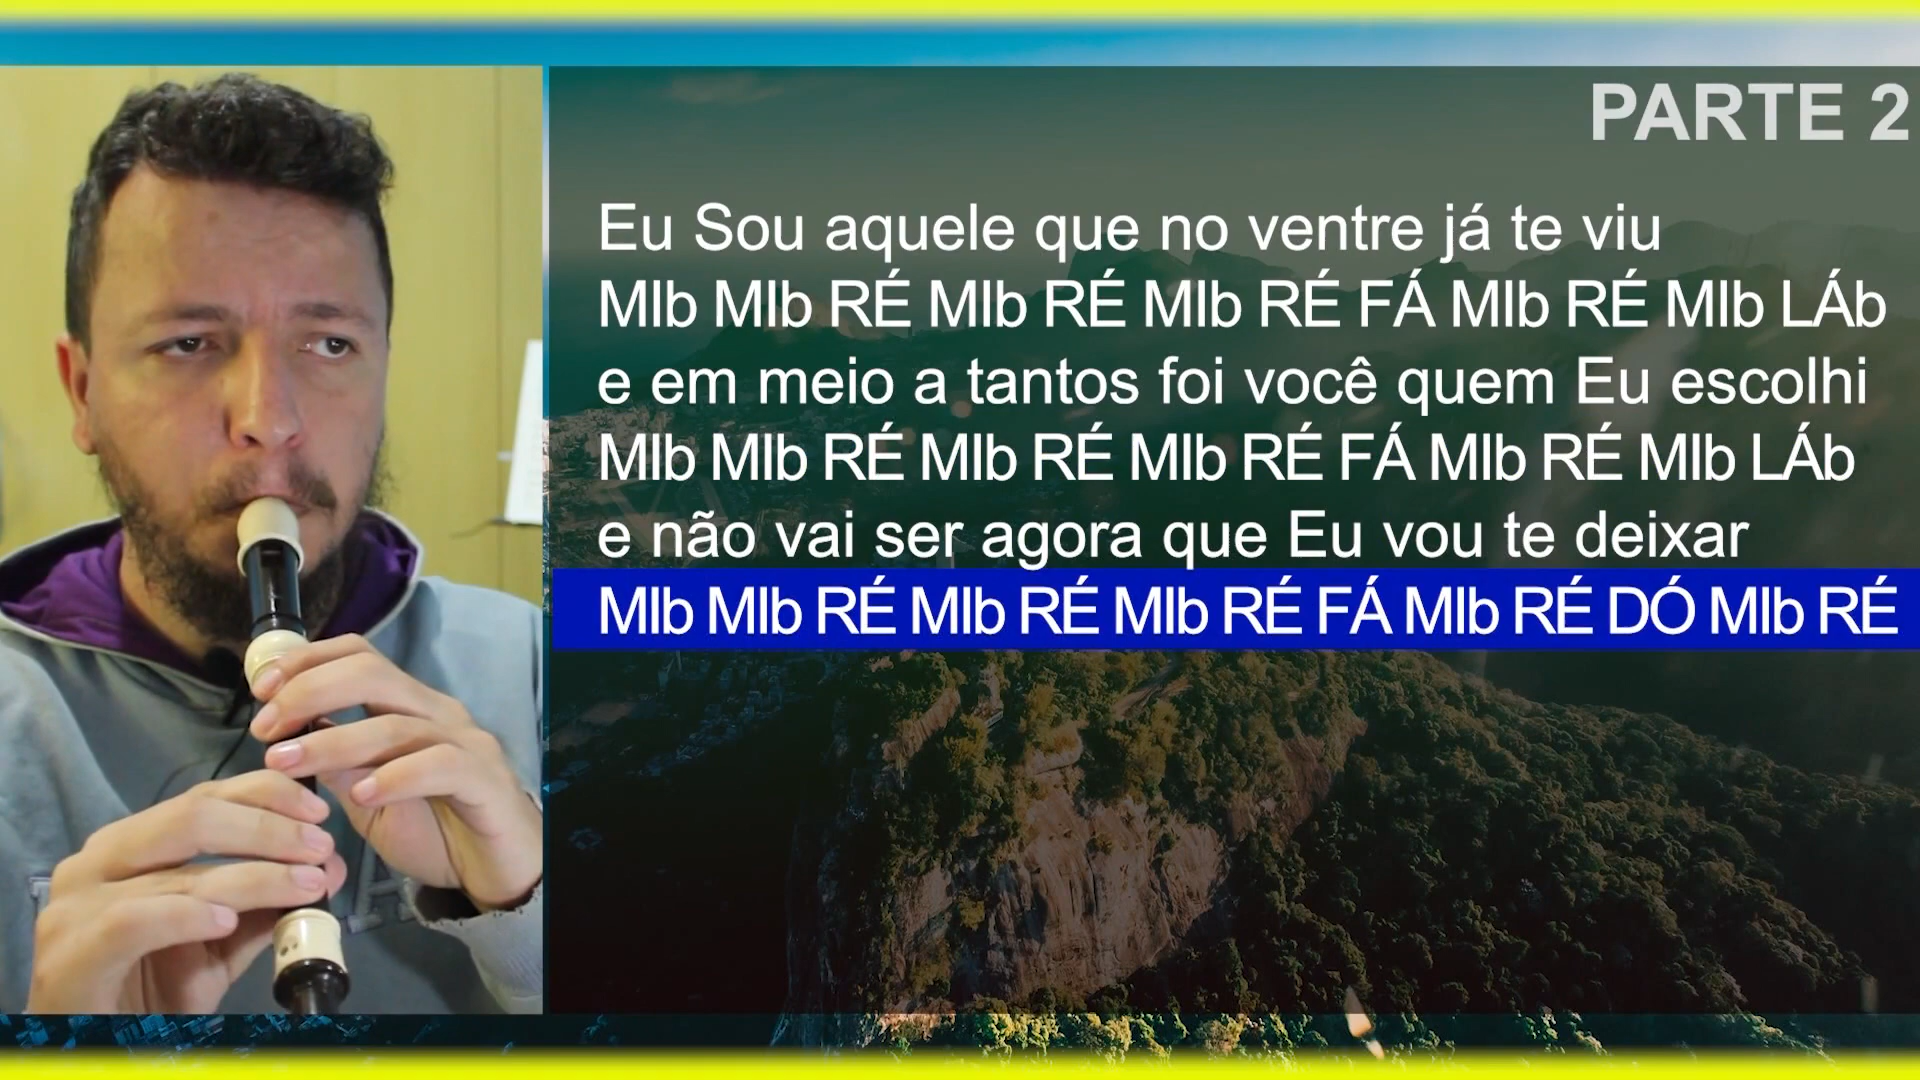 PARTE 2
Eu Sou aquele que no ventre já te viu
MIb MIb RÉ MIb RÉ MIb RÉ FÁ MIb RÉ MIb LÁb
e em meio a tantos foi você quem Eu escolhi
MIb MIb RÉ MIb RÉ MIb RÉ FÁ MIb RÉ MIb LÁb
e não vai ser agora que Eu vou te deixar
MIb MIb RÉ MIb RÉ MIb RÉ FÁ MIb RÉ DÓ MIb RÉ